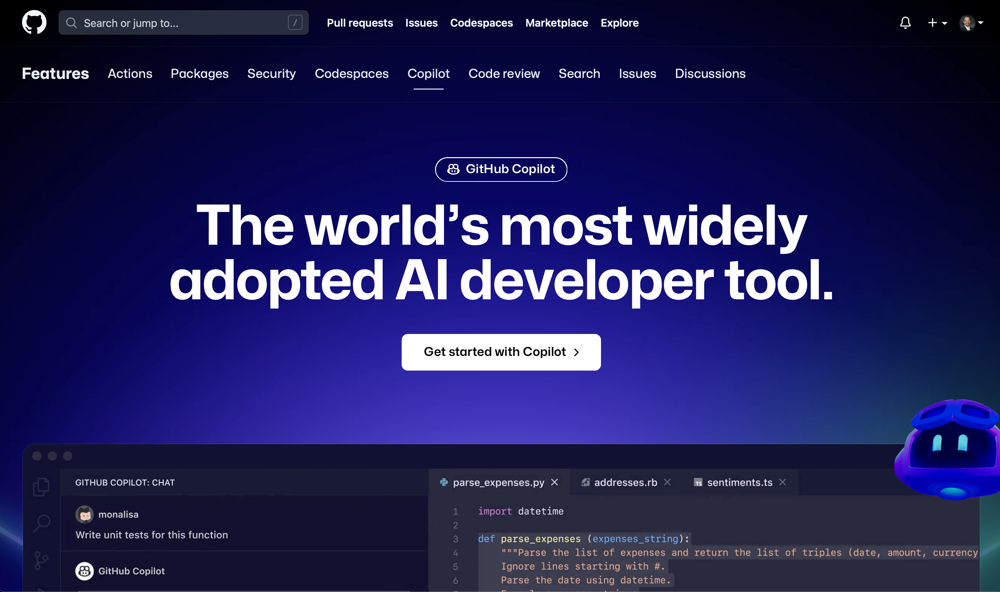 Search or jump to...
/
Pull requests
Issues
Codespaces
Marketplace
Explore
Features
Actions
Packages
Security
Codespaces
Copilot
Code review
Search
Issues
Discussions
GitHub Copilot
The world’s most widely
adopted AI developer tool.
Get started with Copilot
GITHUB COPILOT: CHAT
monalisa
Write unit tests for this function
GitHub Copilot
parse_expenses.py
addresses.rb
TS sentiments.ts
1 import datetime
2
3 def parse_expenses (expenses_string):
4 """Parse the list of expenses and return the list of triples (date, amount, currency
5 Ignore lines starting with #.
6 Parse the date using datetime.